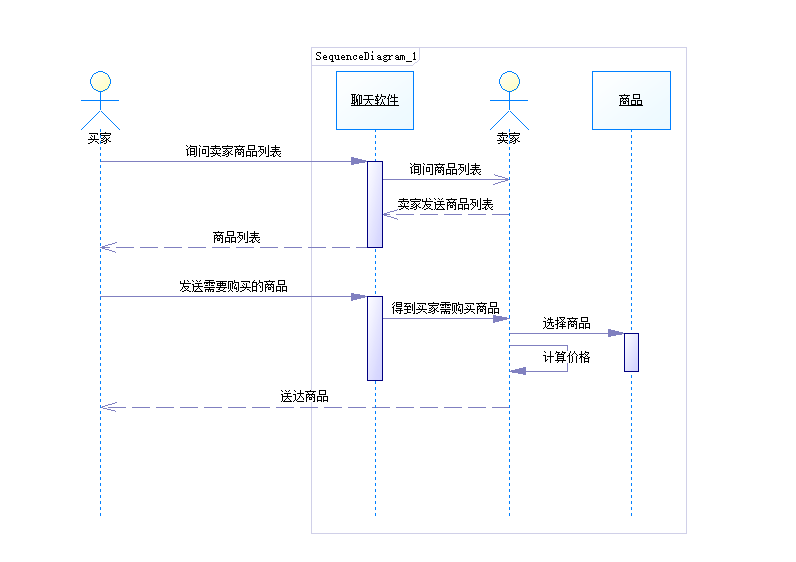 SequenceDiagram_1
聊天软件
商品
买家
卖家
询问卖家商品列表
询问商品列表
卖家发送商品列表
商品列表
发送需要购买的商品
得到买家需购买商品
选择商品
计算价格
送达商品